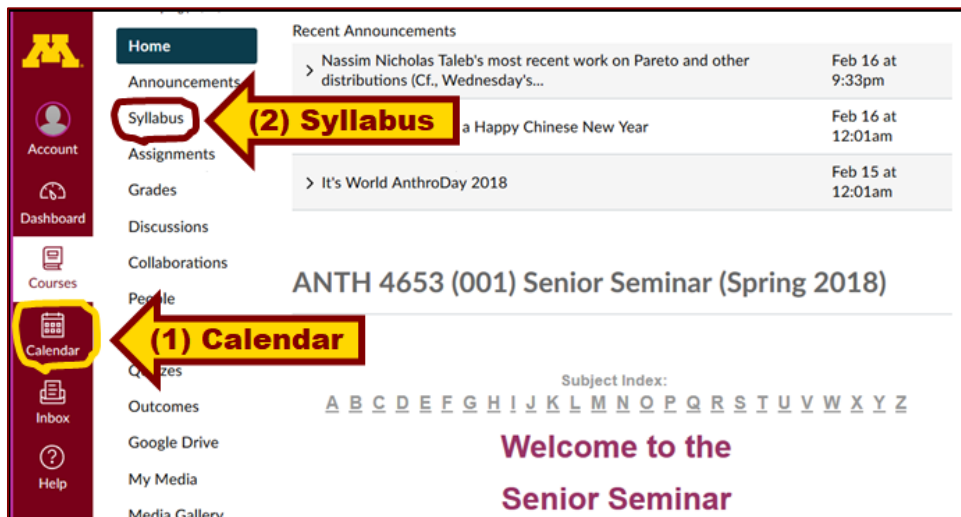 M
Account
Dashboard
Courses
Calendar
Inbox
Help
Home
Announcements
Syllabus
Assignments
Grades
Discussions
Collaborations
People
Outcomes
Google Drive
My Media
Media Gallery
(2) Syllabus
(1) Calendar
Recent Announcements
Nassim Nicholas Taleb's most recent work on Pareto and other
distributions (Cf., Wednesday's...
Feb 16 at
9:33pm
a Happy Chinese New Year
Feb 16 at
12:01am
It's World AnthroDay 2018
Feb 15 at
12:01am
ANTH 4653 (001) Senior Seminar (Spring 2018)
Subject Index:
A B C D E F G H I J K L M N O P Q R S T U V W X Y Z
Welcome to the
Senior Seminar